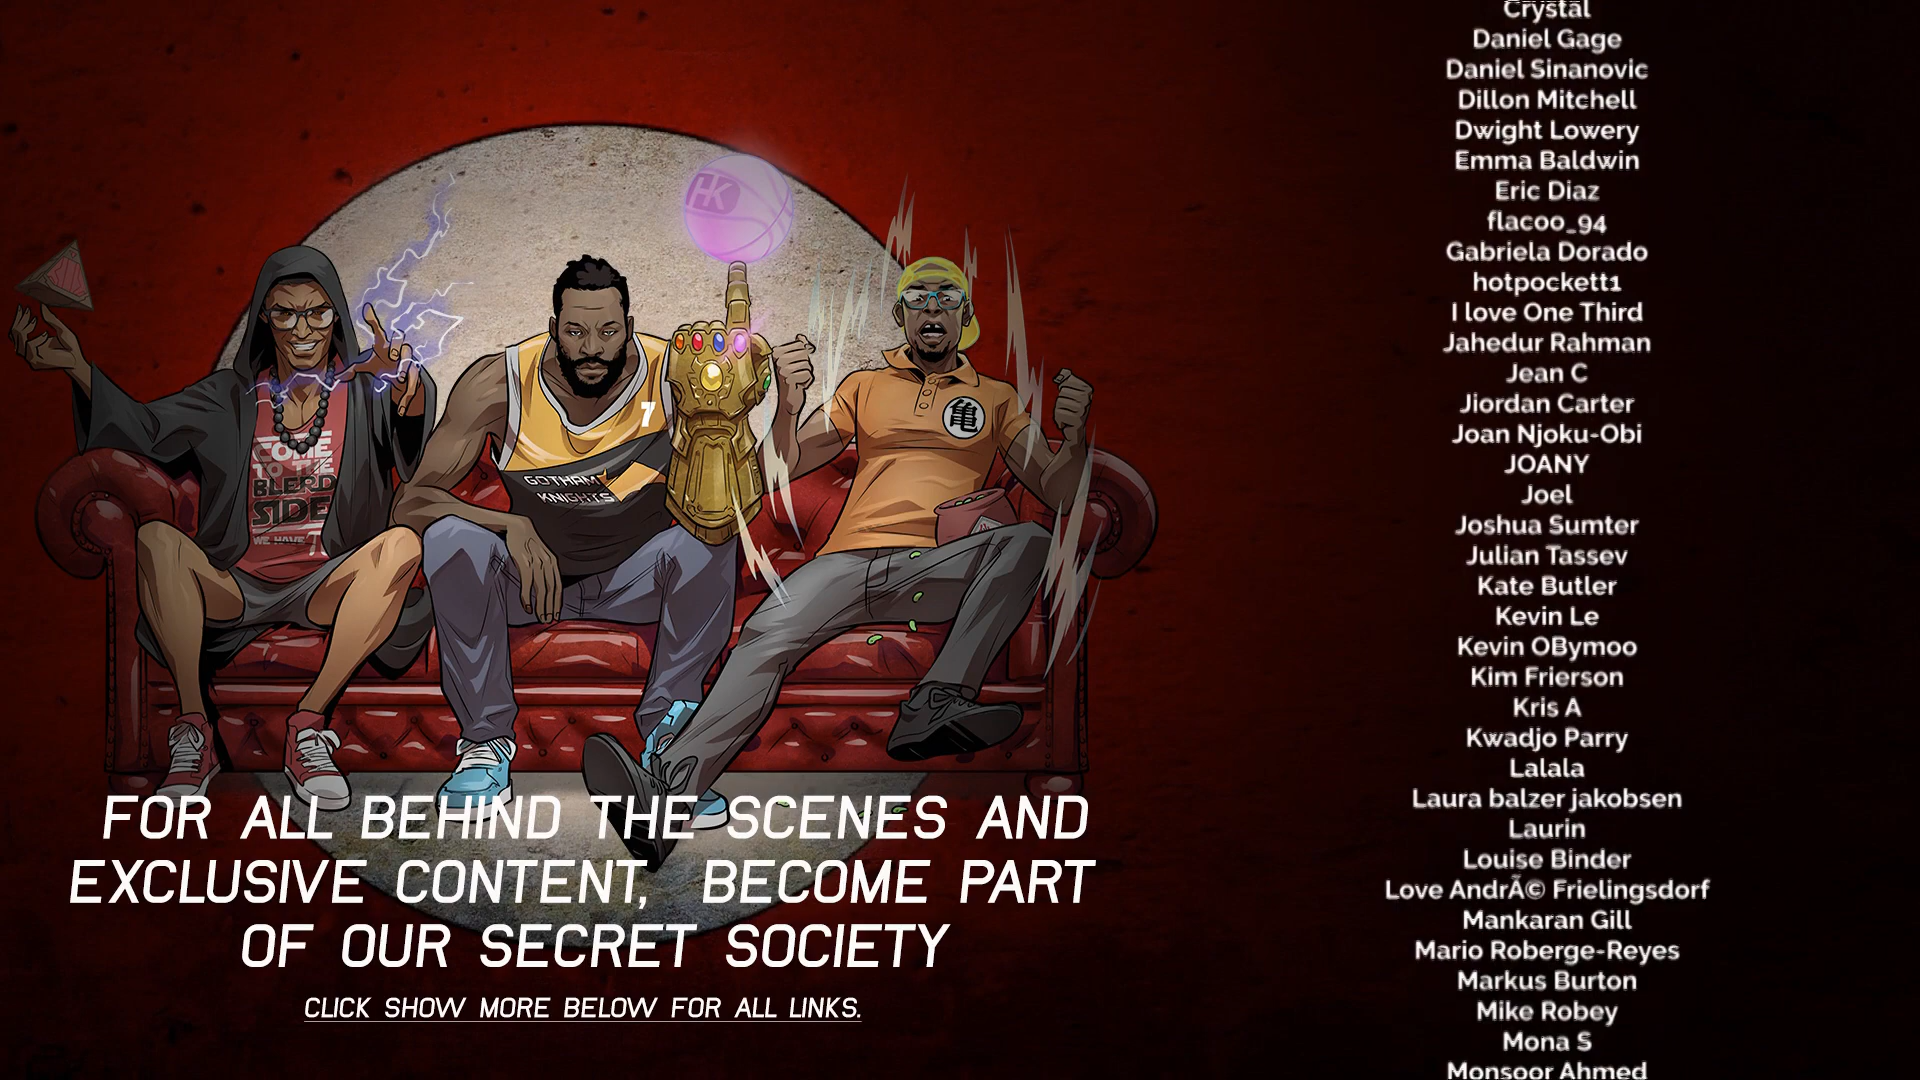 HK
7
GOTHAM
KNIGHTS
亀
COME
TO THE
BLERD
SIDE
WE HAVE π
FOR ALL BEHIND THE SCENES AND
EXCLUSIVE CONTENT, BECOME PART
OF OUR SECRET SOCIETY
CLICK SHOW MORE BELOW FOR ALL LINKS.
Crystal
Daniel Gage
Daniel Sinanovic
Dillon Mitchell
Dwight Lowery
Emma Baldwin
Eric Diaz
flacoo_94
Gabriela Dorado
hotpockett1
I love One Third
Jahedur Rahman
Jean C
Jiordan Carter
Joan Njoku-Obi
JOANY
Joel
Joshua Sumter
Julian Tassev
Kate Butler
Kevin Le
Kevin OBymoo
Kim Frierson
Kris A
Kwadjo Parry
Lalala
Laura balzer jakobsen
Laurin
Louise Binder
Love AndrÃ© Frielingsdorf
Mankaran Gill
Mario Roberge-Reyes
Markus Burton
Mike Robey
Mona S
Monsoor Ahmed